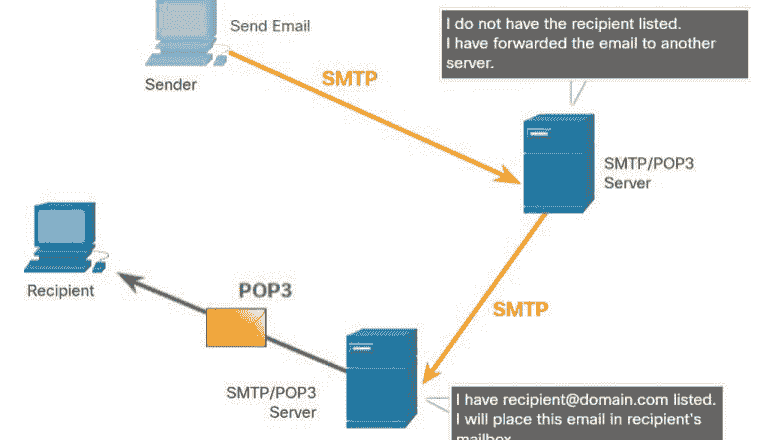 Send Email
Sender
SMTP
I do not have the recipient listed.
I have forwarded the email to another
server.
SMTP/POP3
Server
SMTP
Recipient
POP3
SMTP/POP3
Server
I have recipient@domain.com listed.
I will place this email in recipient's
mailbox